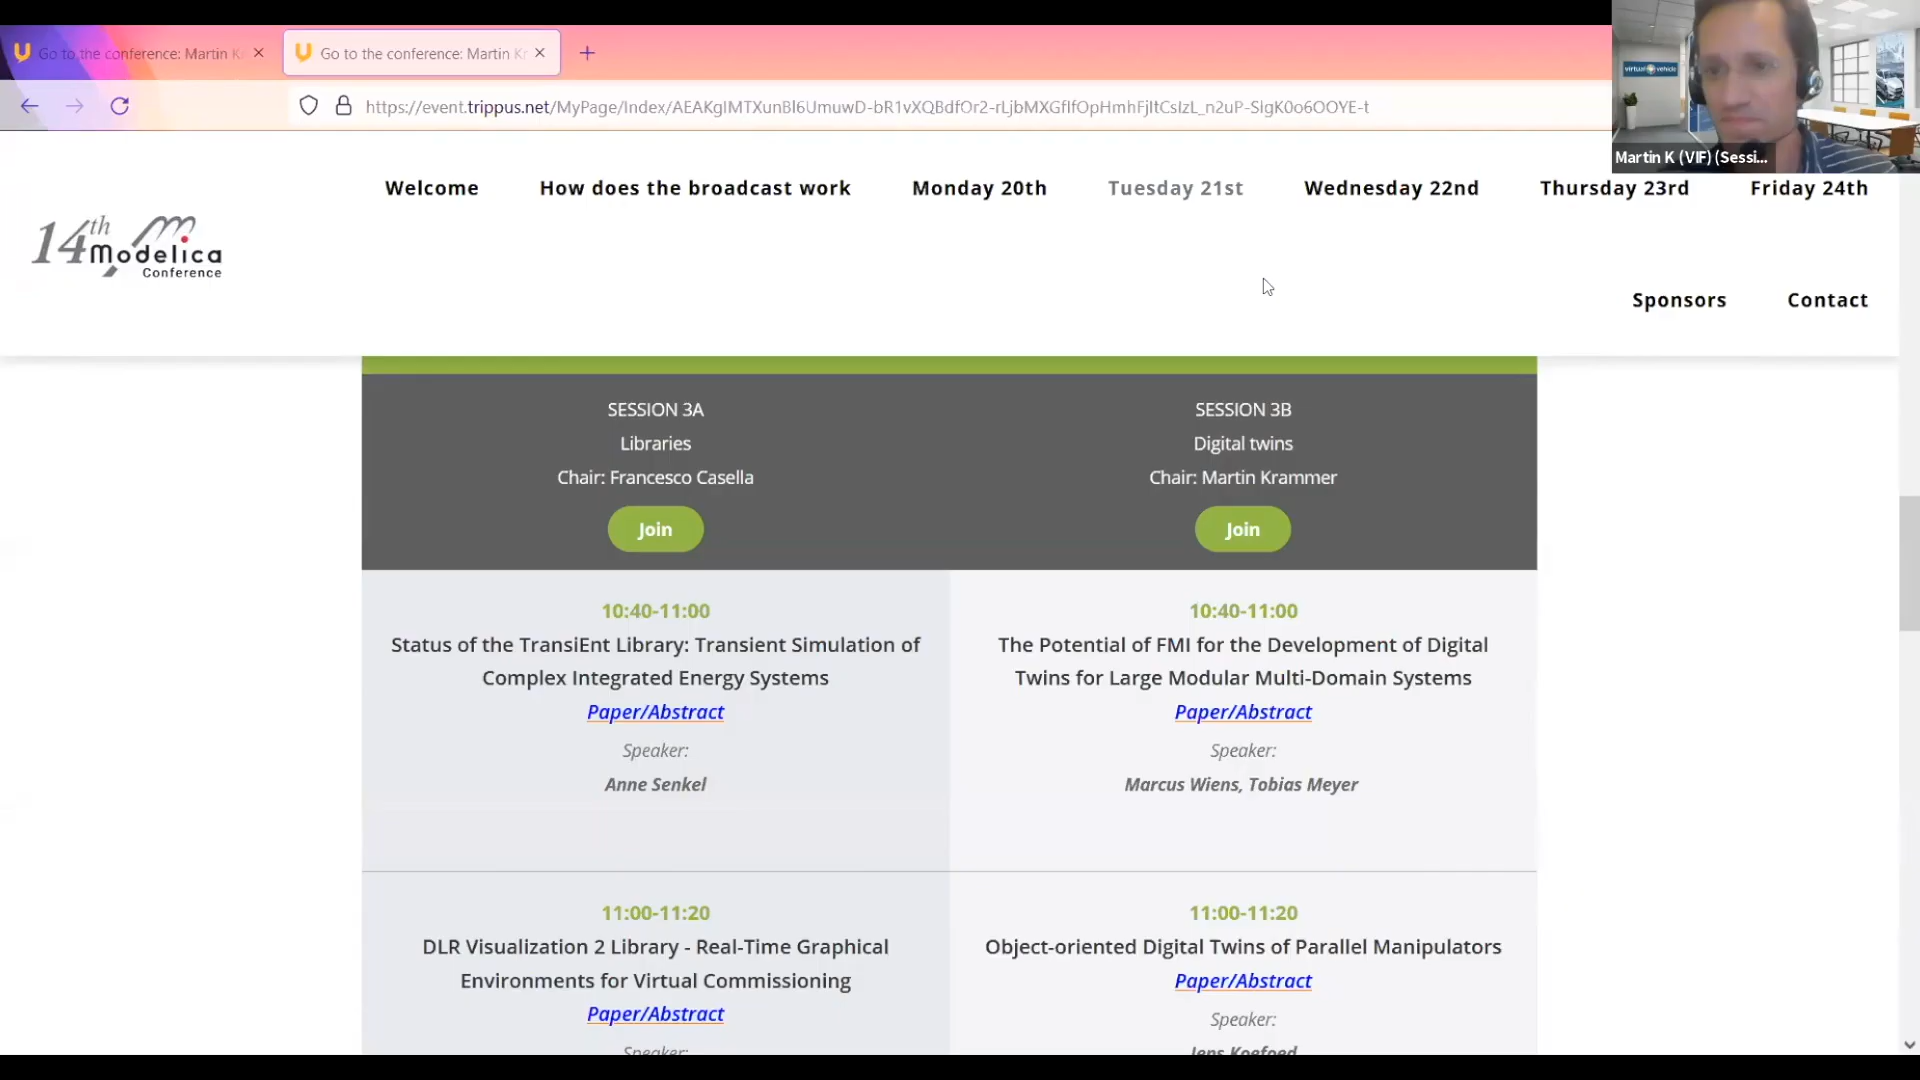 Go to the conference: Martin K
Go to the conference: Martin Kr
https://event.trippus.net/MyPage/Index/
virtual vehicle
Martin K (VIF) (Sessi...
Welcome
How does the broadcast work
Monday 20th
Tuesday 21st
Wednesday 22nd
Thursday 23rd
Friday 24th
14th Modelica
Conference
Sponsors
Contact
SESSION 3A
Libraries
Chair: Francesco Casella
Join
SESSION 3B
Digital twins
Chair: Martin Krammer
Join
10:40-11:00
Status of the TransiEnt Library: Transient Simulation of
Complex Integrated Energy Systems
Paper/Abstract
Speaker:
Anne Senkel
10:40-11:00
The Potential of FMI for the Development of Digital
Twins for Large Modular Multi-Domain Systems
Paper/Abstract
Speaker:
Marcus Wiens, Tobias Meyer
11:00-11:20
DLR Visualization 2 Library - Real-Time Graphical
Environments for Virtual Commissioning
Paper/Abstract
Speaker:
11:00-11:20
Object-oriented Digital Twins of Parallel Manipulators
Paper/Abstract
Speaker:
Jens Koefoed